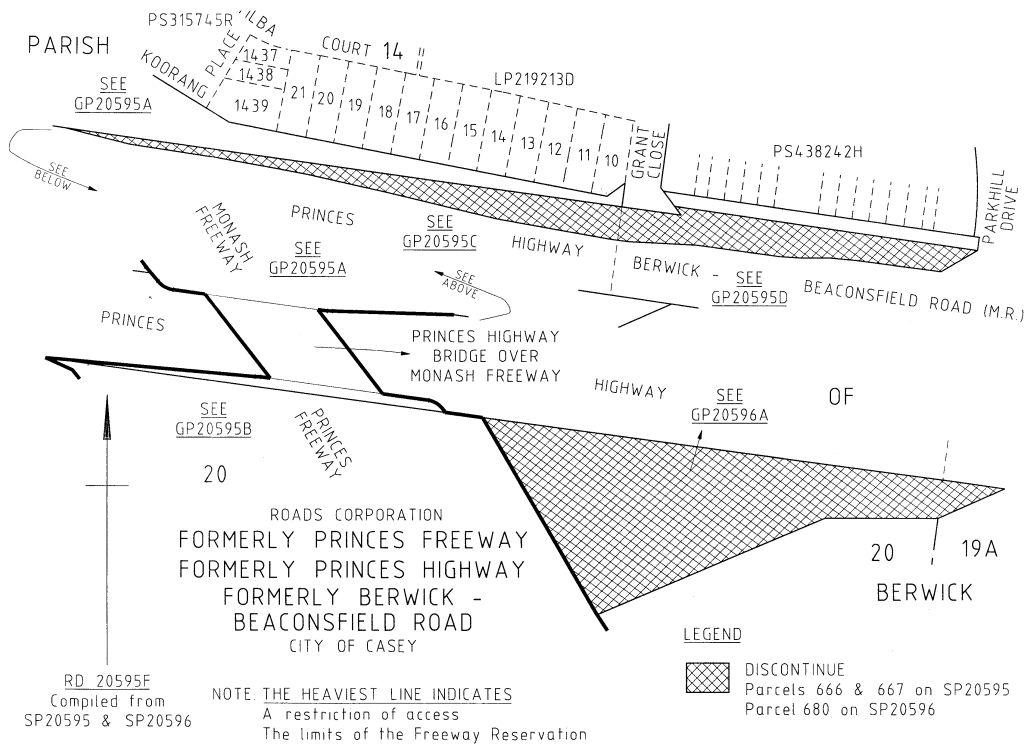 PS315745R
PARISH
KOORANG
PLACE
COURT 14
LP219213D
1437
1438
1439
21
20
19
18
17
16
15
14
13
12
11
10
GRANT
CLOSE
PS438242H
PARKHILL
DRIVE
SEE
GP20595A
SEE
BELOW
MONASH
FREEWAY
PRINCES
SEE
GP20595A
SEE
GP20595C
HIGHWAY
BERWICK -
SEE
GP20595D
BEACONSFIELD ROAD (M.R.)
SEE
ABOVE
PRINCES
PRINCES HIGHWAY
BRIDGE OVER
MONASH FREEWAY
HIGHWAY
SEE
GP20596A
OF
SEE
GP20595B
PRINCES
FREEWAY
20
ROADS CORPORATION
FORMERLY PRINCES FREEWAY
FORMERLY PRINCES HIGHWAY
FORMERLY BERWICK -
BEACONSFIELD ROAD
CITY OF CASEY
20
19A
BERWICK
LEGEND
DISCONTINUE
Parcels 666 & 667 on SP20595
Parcel 680 on SP20596
RD 20595F
Compiled from
SP20595 & SP20596
NOTE: THE HEAVIEST LINE INDICATES
A restriction of access
The limits of the Freeway Reservation